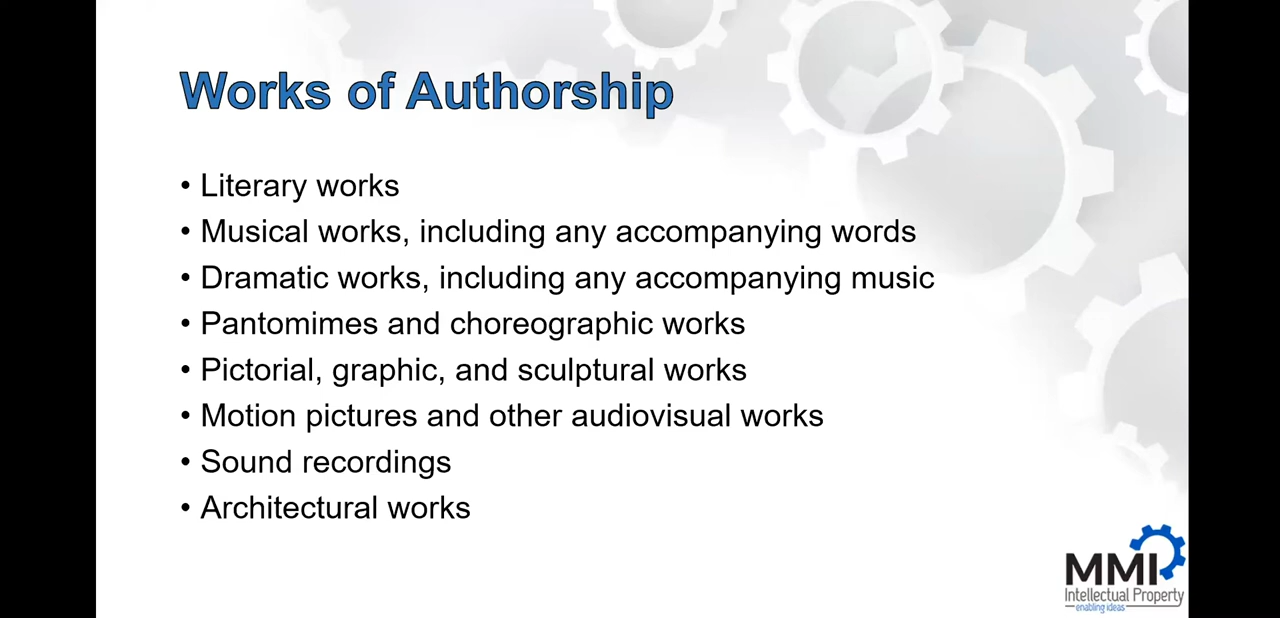 Works of Authorship
• Literary works
• Musical works, including any accompanying words
• Dramatic works, including any accompanying music
• Pantomimes and choreographic works
• Pictorial, graphic, and sculptural works
• Motion pictures and other audiovisual works
• Sound recordings
• Architectural works
MMI
Intellectual Property
enabling ideas